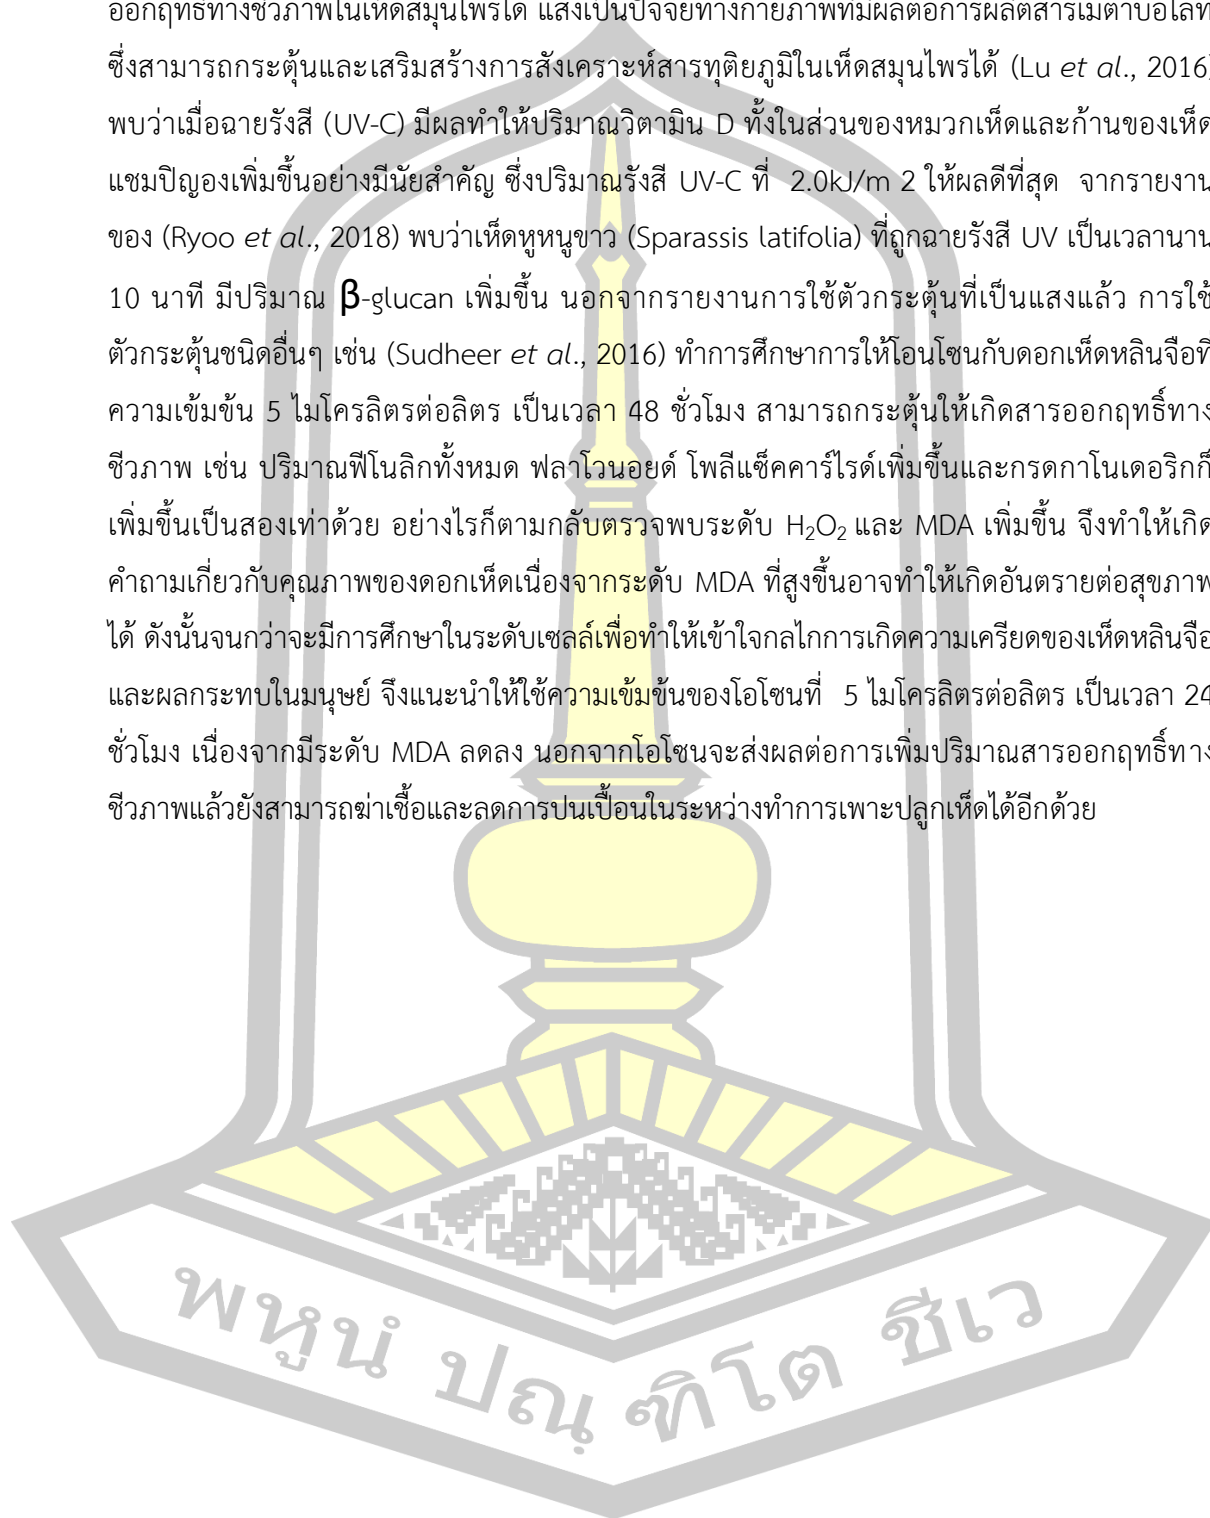 ออกฤทธิ์ทางชีวภาพในเห็ดสมุนไพรได้ แสงเป็นปัจจัยทางกายภาพที่มีผลต่อการผลิตสารเมตาบอไลท์
ซึ่งสามารถกระตุ้นและเสริมสร้างการสังเคราะห์สารทุติยภูมิในเห็ดสมุนไพรได้ (Lu et al., 2016)
พบว่าเมื่อฉายรังสี (UV-C) มีผลทำให้ปริมาณวิตามิน D ทั้งในส่วนของหมวกเห็ดและก้านของเห็ด
แชมปิญองเพิ่มขึ้นอย่างมีนัยสำคัญ ซึ่งปริมาณรังสี UV-C ที่ 2.0kJ/m 2 ให้ผลดีที่สุด จากรายงาน
ของ (Ryoo et al., 2018) พบว่าเห็ดหูหนูขาว (Sparassis latifolia) ที่ถูกฉายรังสี UV เป็นเวลานาน
10 นาที มีปริมาณ β-glucan เพิ่มขึ้น นอกจากรายงานการใช้ตัวกระตุ้นที่เป็นแสงแล้ว การใช้
ตัวกระตุ้นชนิดอื่นๆ เช่น (Sudheer et al., 2016) ทำการศึกษาการให้โอนโซนกับดอกเห็ดหลินจือที่
ความเข้มข้น 5 ไมโครลิตรต่อลิตร เป็นเวลา 48 ชั่วโมง สามารถกระตุ้นให้เกิดสารออกฤทธิ์ทาง
ชีวภาพ เช่น ปริมาณฟีโนลิกทั้งหมด ฟลาโวนอยด์ โพลีแซ็คคาร์ไรด์เพิ่มขึ้นและกรดกาโนเดอริกก็
เพิ่มขึ้นเป็นสองเท่าด้วย อย่างไรก็ตามกลับตรวจพบระดับ H₂O₂ และ MDA เพิ่มขึ้น จึงทำให้เกิด
คำถามเกี่ยวกับคุณภาพของดอกเห็ดเนื่องจากระดับ MDA ที่สูงขึ้นอาจทำให้เกิดอันตรายต่อสุขภาพ
ได้ ดังนั้นจนกว่าจะมีการศึกษาในระดับเซลล์เพื่อทำให้เข้าใจกลไกการเกิดความเครียดของเห็ดหลินจือ
และผลกระทบในมนุษย์ จึงแนะนำให้ใช้ความเข้มข้นของโอโซนที่ 5 ไมโครลิตรต่อลิตร เป็นเวลา 24
ชั่วโมง เนื่องจากมีระดับ MDA ลดลง นอกจากโอโซนจะส่งผลต่อการเพิ่มปริมาณสารออกฤทธิ์ทาง
ชีวภาพแล้วยังสามารถฆ่าเชื้อและลดการปนเปื้อนในระหว่างทำการเพาะปลูกเห็ดได้อีกด้วย
พหูนํ ปณฺฑิโต ชีเว